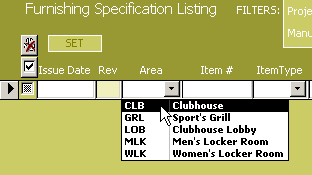 Furnishing Specification Listing FILTERS: Proje
Manu
SET
Issue Date Rev Area Item # ItemType
CLB Clubhouse
GRL Sport's Grill
LOB Clubhouse Lobby
MLK Men's Locker Room
WLK Women's Locker Room